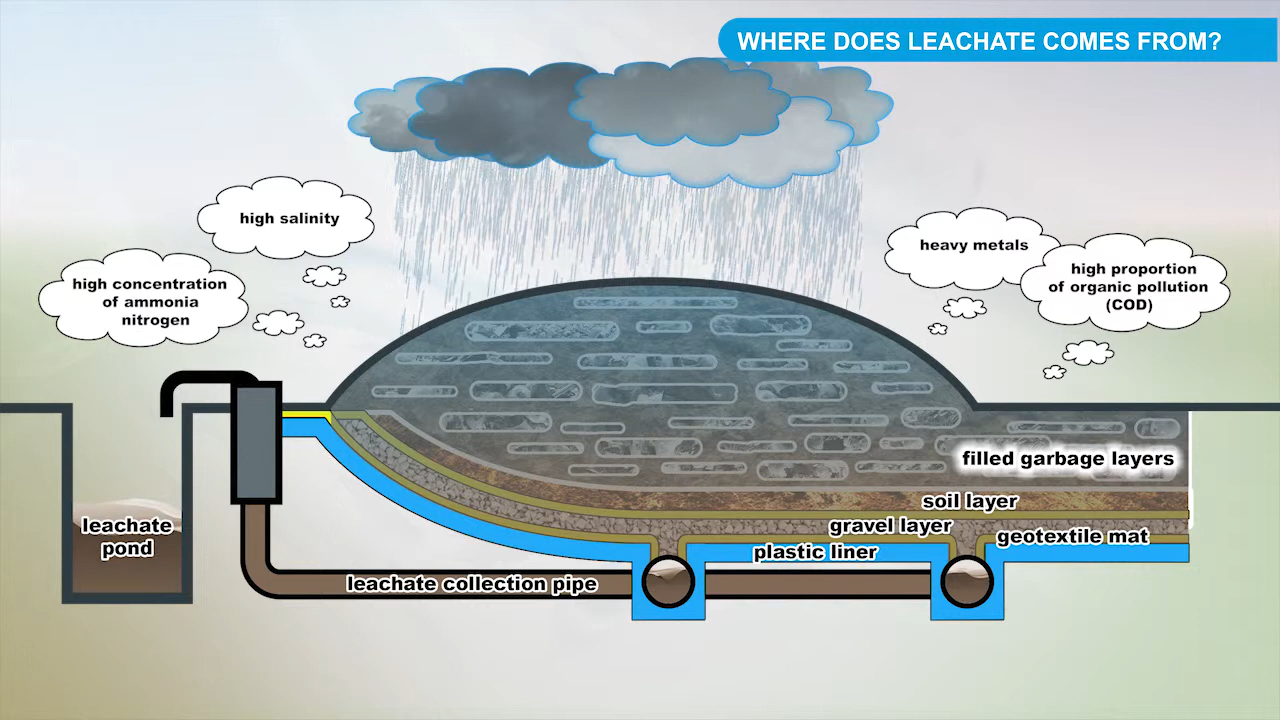 WHERE DOES LEACHATE COMES FROM?
high salinity
high concentration
of ammonia
nitrogen
heavy metals
high proportion
of organic pollution
(COD)
filled garbage layers
soil layer
gravel layer
geotextile mat
plastic liner
leachate
pond
leachate collection pipe